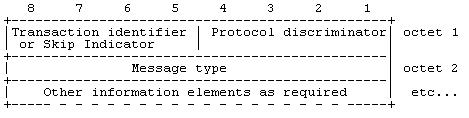 8 7 6 5 4 3 2 1
Transaction identifier Protocol discriminator octet 1
or Skip Indicator
Message type octet 2
Other information elements as required etc...